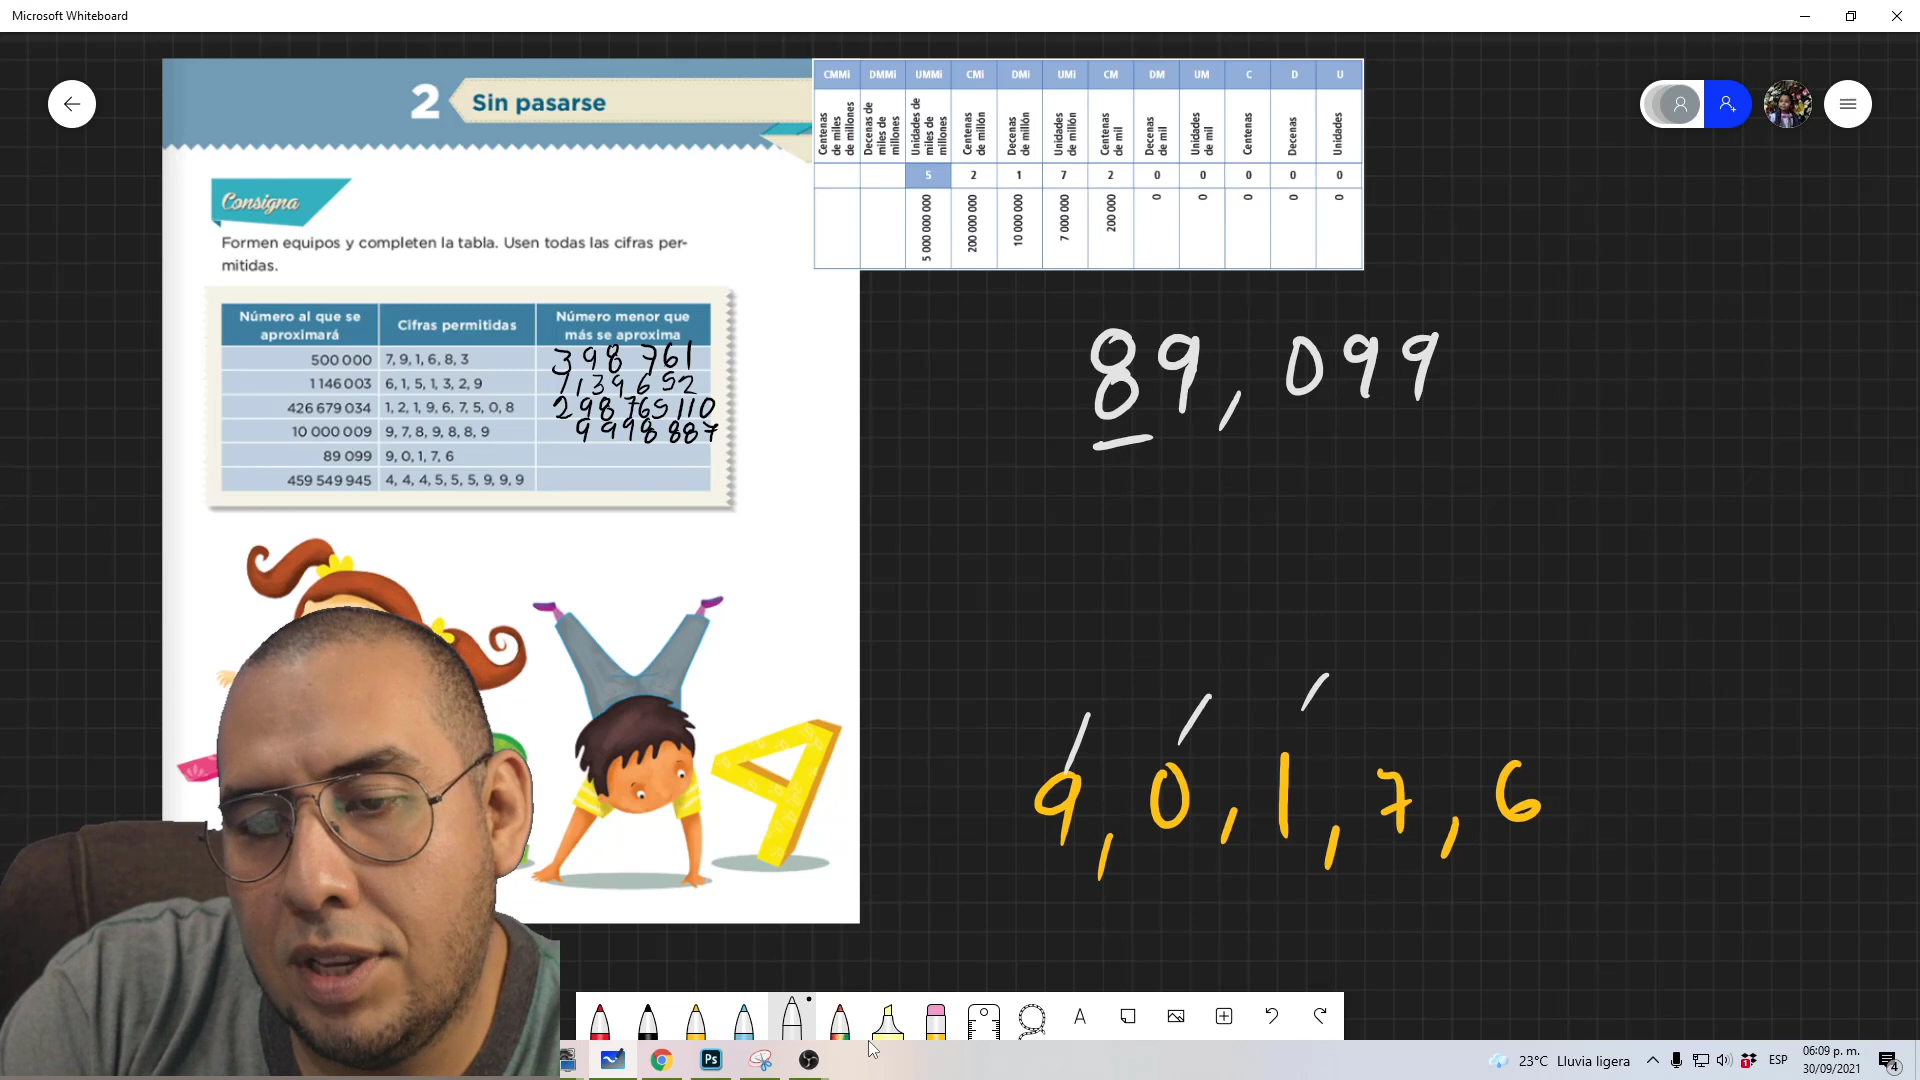 Microsoft Whiteboard
2 Sin pasarse
Consigna
Formen equipos y completen la tabla. Usen todas las cifras per-
mitidas.
Número al que se aproximará Cifras permitidas Número menor que más se aproxima
500 000 7, 9, 1, 6, 8, 3 398 761
1 146 003 6, 1, 5, 1, 3, 2, 9 1139652
426 679 034 1, 2, 1, 9, 6, 7, 5, 0, 8 298 765 110
10 000 009 9, 7, 8, 9, 8, 8, 9 9 998 887
89 099 9, 0, 1, 7, 6
459 549 945 4, 4, 4, 5, 5, 5, 9, 9, 9
CMMi DMMi UMMi CMi DMi UMi CM DM UM C D U
Centenas de miles de millones
Decenas de miles de millones
Unidades de miles de millones
Centenas de millón
Decenas de millón
Unidades de millón
Centenas de mil
Decenas de mil
Unidades de mil
Centenas
Decenas
Unidades
5 2 1 7 2 0 0 0 0 0
5 000 000 000 200 000 000 10 000 000 7 000 000 200 000 0 0 0 0 0
89,099
9, 0, 1, 7, 6
A
Ps
23°C Lluvia ligera
ESP
06:09 p. m.
30/09/2021
4